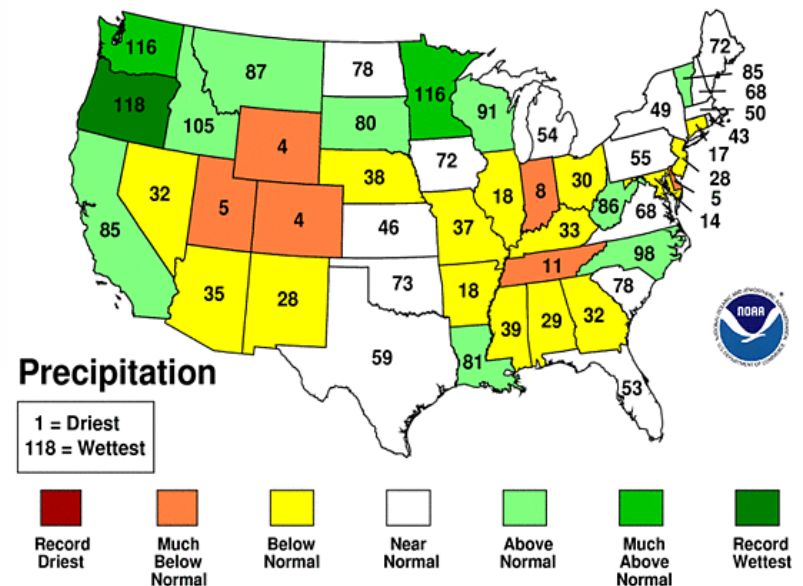 116
118
105
87
78
80
4
38
116
91
72
54
49
72
85
68
50
43
17
28
5
14
55
68
86
30
8
18
33
37
46
4
5
32
85
35
28
73
18
11
98
78
39
29
32
81
59
53
NOAA
Precipitation
1 = Driest
118 = Wettest
Record
Driest
Much
Below
Normal
Below
Normal
Near
Normal
Above
Normal
Much
Above
Normal
Record
Wettest